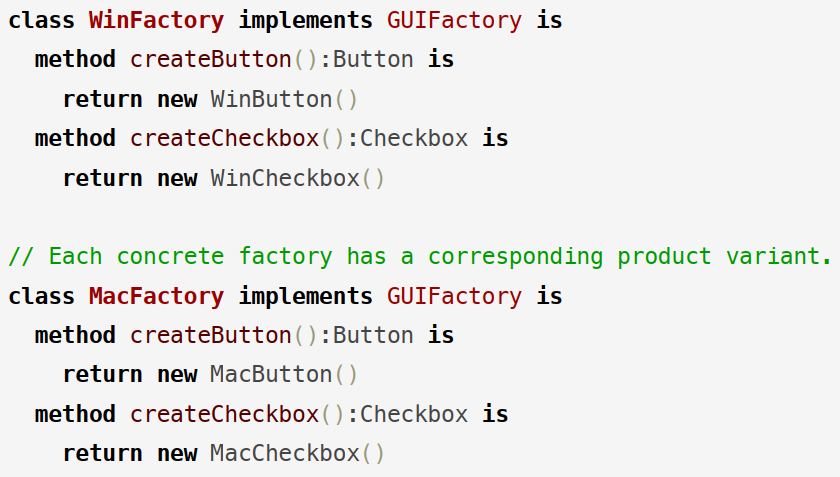 class WinFactory implements GUIFactory is
method createButton():Button is
return new WinButton()
method createCheckbox():Checkbox is
return new WinCheckbox()
// Each concrete factory has a corresponding product variant.
class MacFactory implements GUIFactory is
method createButton():Button is
return new MacButton()
method createCheckbox():Checkbox is
return new MacCheckbox()